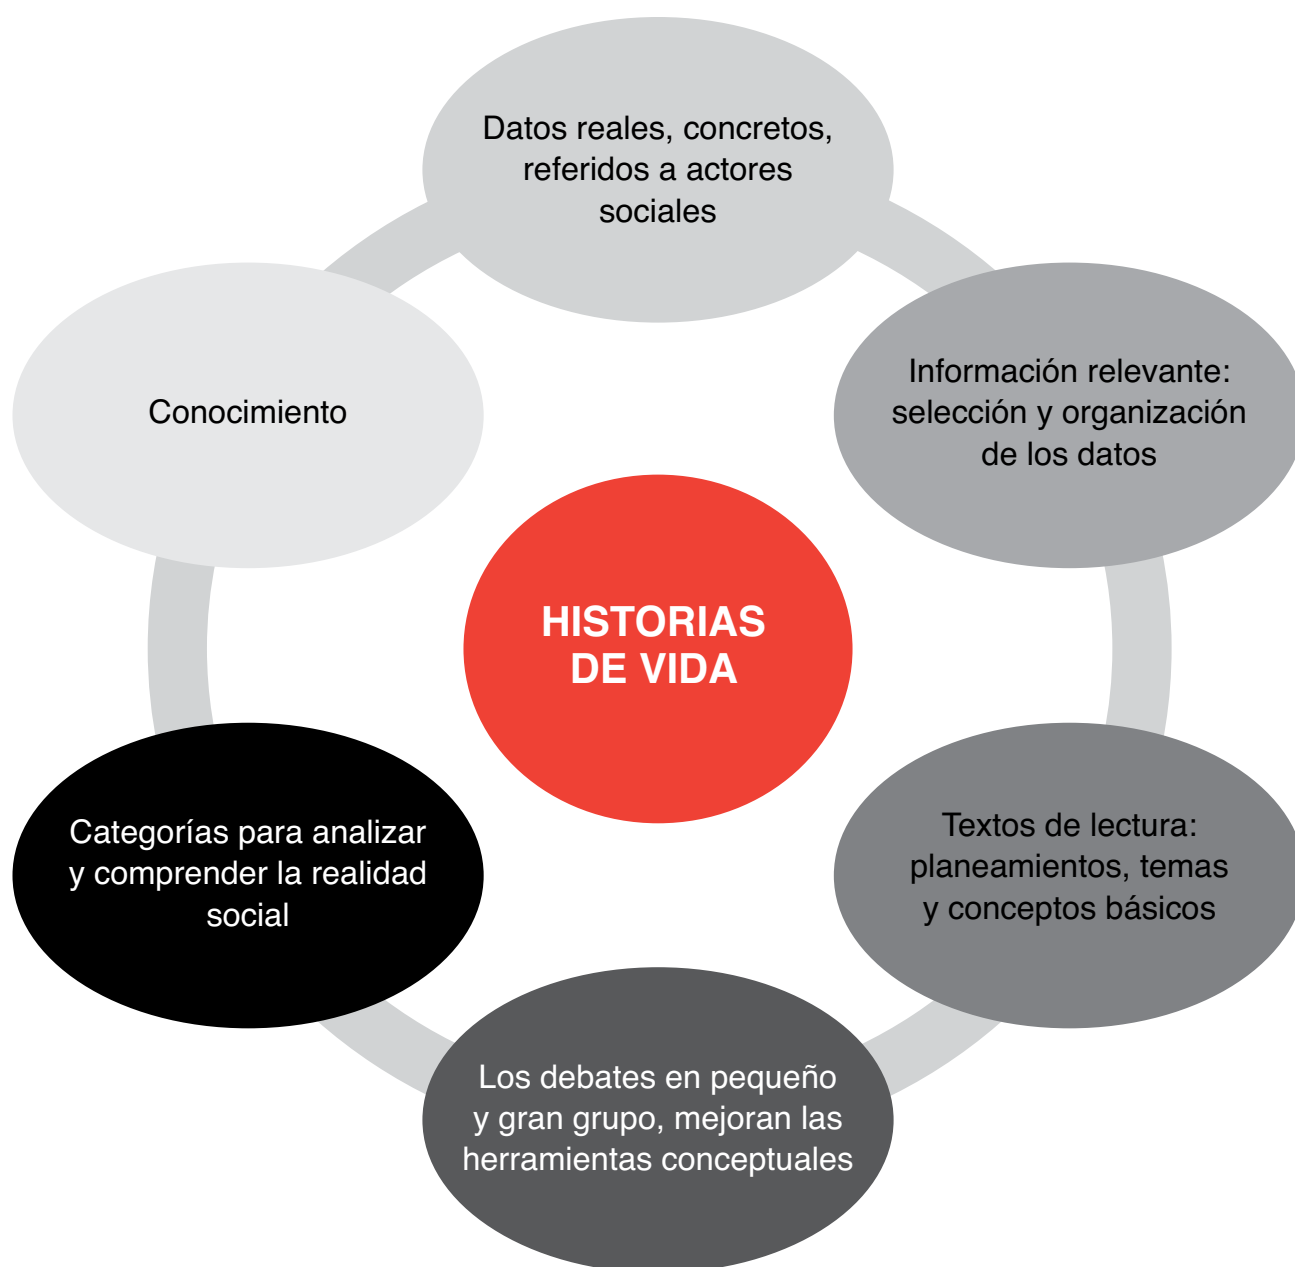 Datos reales, concretos,
referidos a actores
sociales
Información relevante:
selección y organización
de los datos
Textos de lectura:
planeamientos, temas
y conceptos básicos
Los debates en pequeño
y gran grupo, mejoran las
herramientas conceptuales
Categorías para analizar
y comprender la realidad
social
Conocimiento
HISTORIAS
DE VIDA